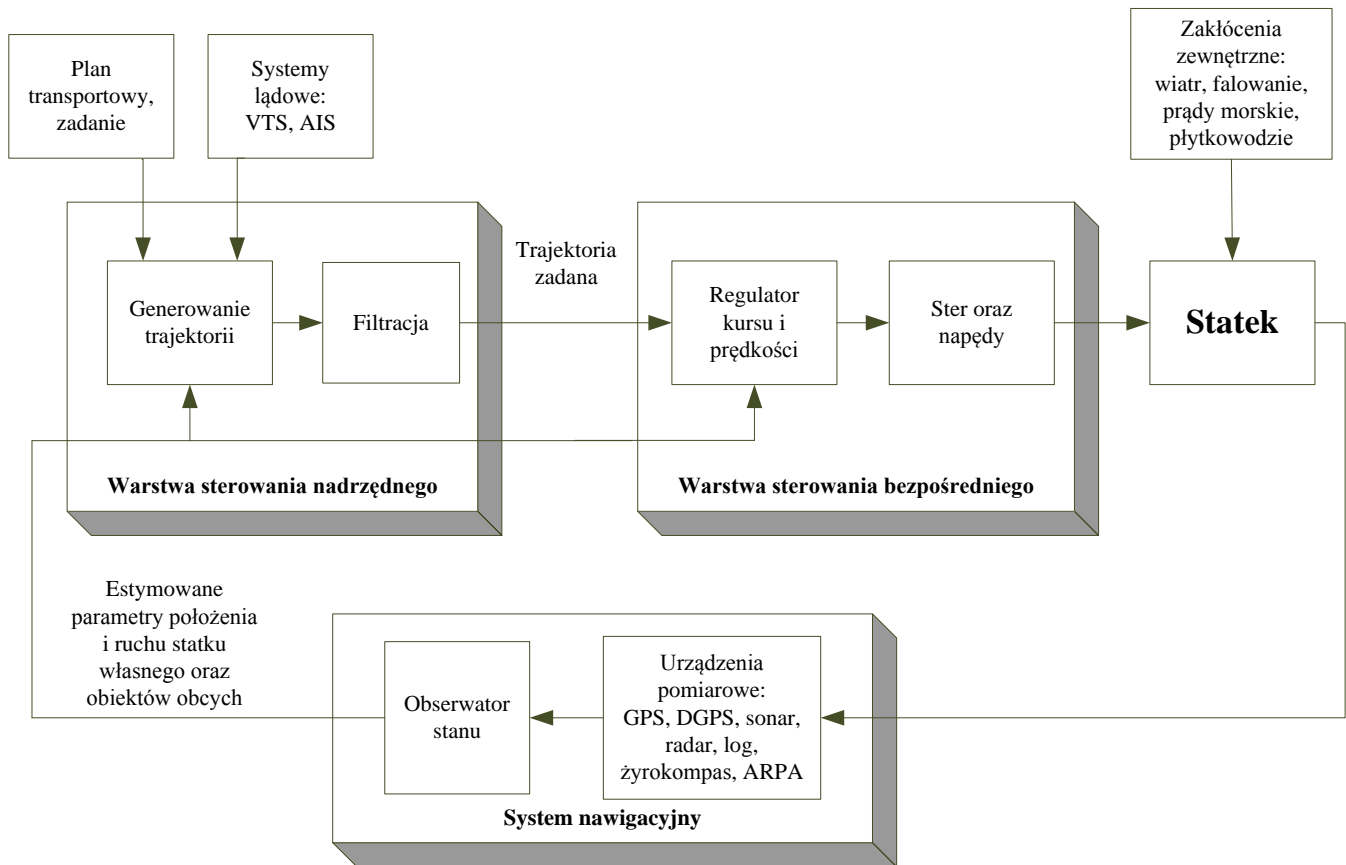 Plan
transportowy,
zadanie
Systemy
lądowe:
VTS, AIS
Zakłócenia
zewnętrzne:
wiatr, falowanie,
prądy morskie,
płytkowodzie
Generowanie
trajektorii
Filtracja
Trajektoria
zadana
Regulator
kursu i
prędkości
Ster oraz
napędy
Statek
Warstwa sterowania nadrzędnego
Warstwa sterowania bezpośredniego
Estymowane
parametry położenia
i ruchu statku
własnego oraz
obiektów obcych
Obserwator
stanu
Urządzenia
pomiarowe:
GPS, DGPS, sonar,
radar, log,
żyrokompas, ARPA
System nawigacyjny